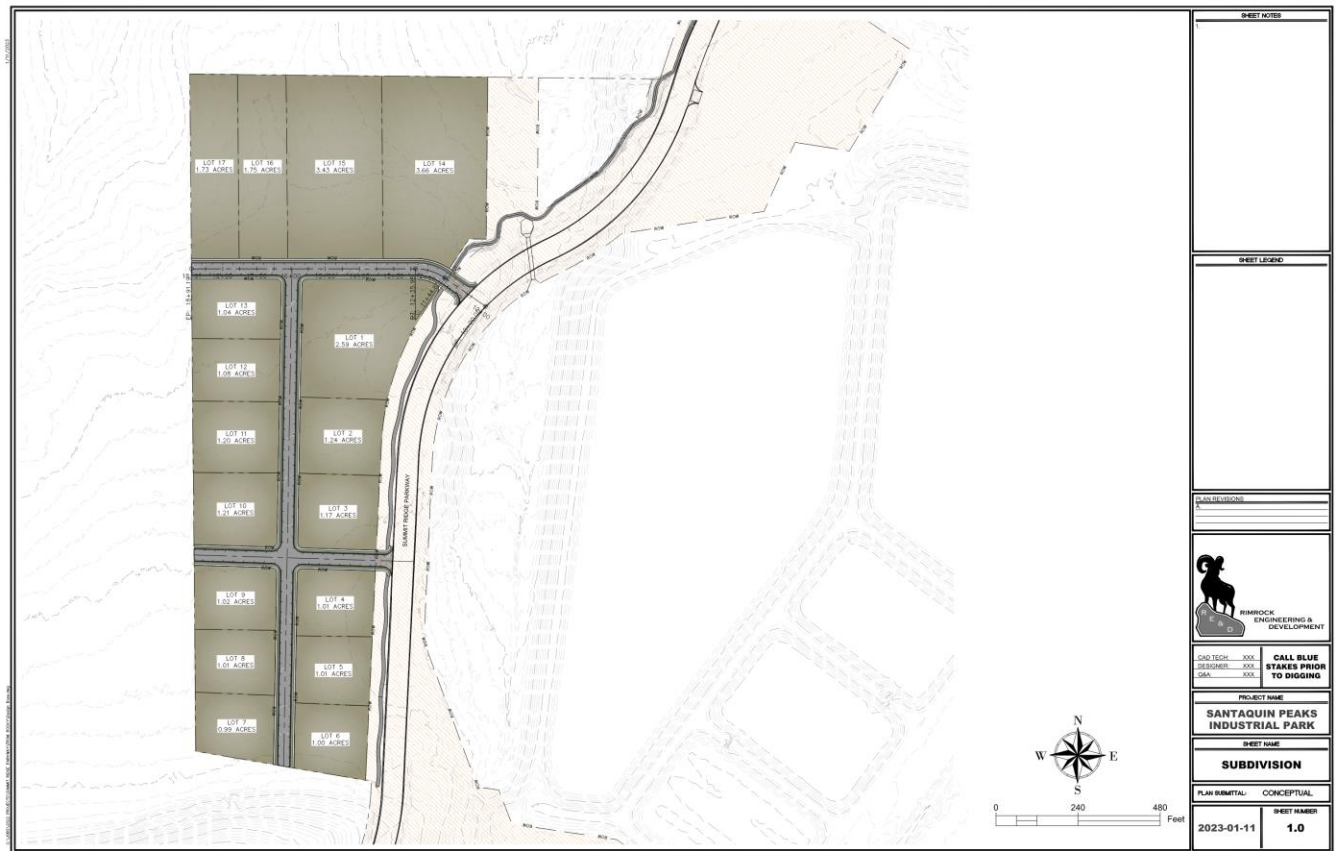 1/11/2023
LOT 17
1.73 ACRES
LOT 16
1.75 ACRES
LOT 15
3.43 ACRES
LOT 14
3.66 ACRES
LOT 13
1.04 ACRES
LOT 1
2.59 ACRES
LOT 12
1.08 ACRES
LOT 11
1.20 ACRES
LOT 2
1.24 ACRES
LOT 10
1.21 ACRES
LOT 3
1.17 ACRES
SUMMIT RIDGE PARKWAY
LOT 9
1.02 ACRES
LOT 4
1.01 ACRES
LOT 8
1.01 ACRES
LOT 5
1.01 ACRES
LOT 7
0.99 ACRES
LOT 6
1.00 ACRES
ROW
N
W E
S
0 240 480
Feet
SHEET NOTES
1.
SHEET LEGEND
PLAN REVISIONS
A.
R E & D
RIMROCK
ENGINEERING &
DEVELOPMENT
CAD TECH: XXX
DESIGNER: XXX
Q&A: XXX
CALL BLUE
STAKES PRIOR
TO DIGGING
PROJECT NAME
SANTAQUIN PEAKS
INDUSTRIAL PARK
SHEET NAME
SUBDIVISION
PLAN SUBMITTAL: CONCEPTUAL
2023-01-11
SHEET NUMBER
1.0